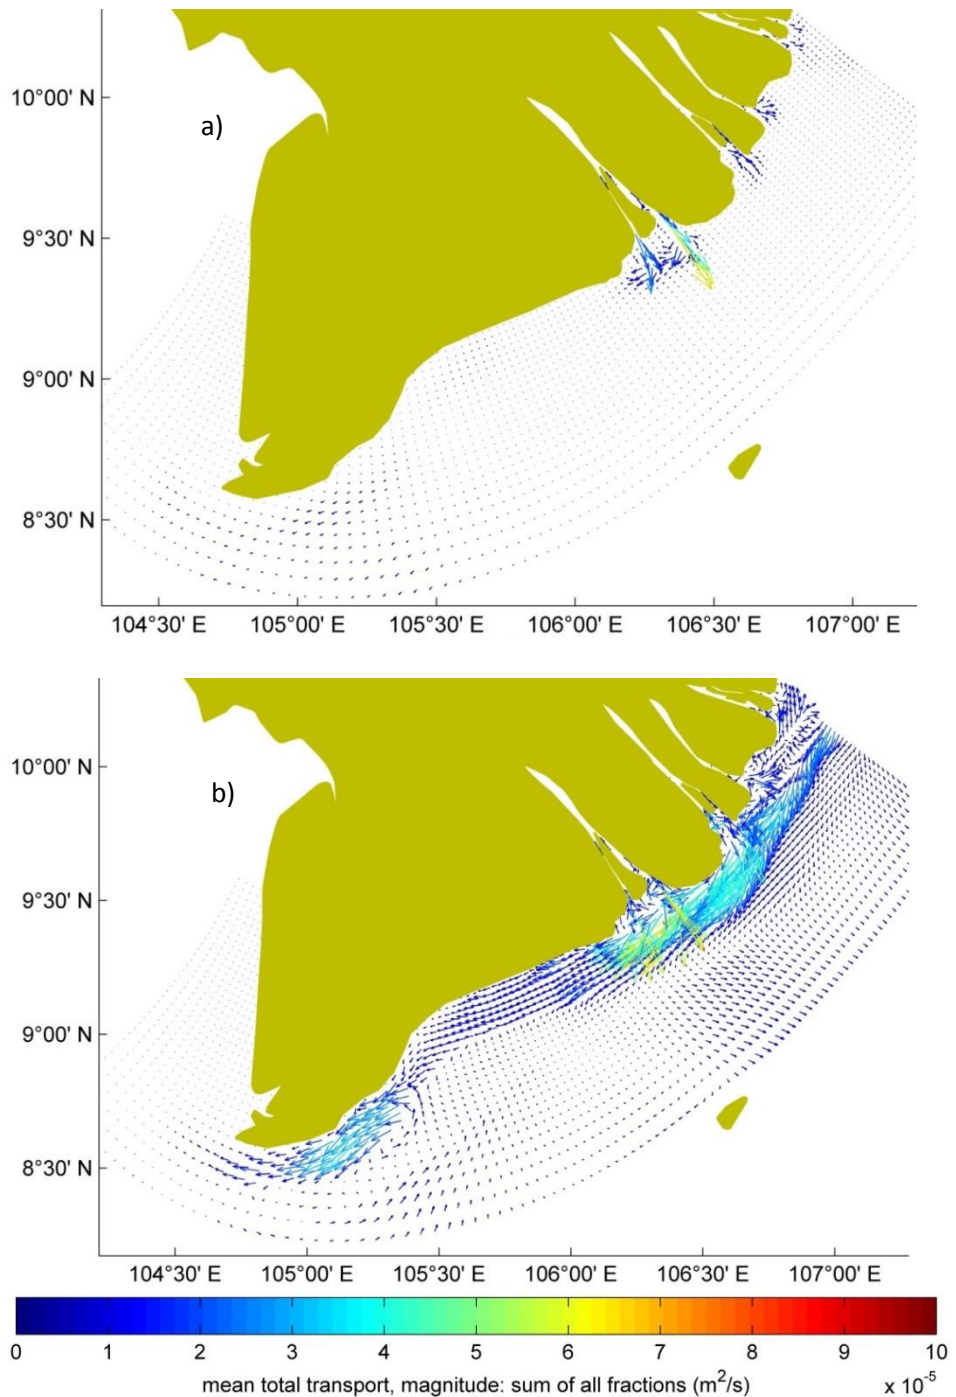 a)
10°00' N
9°30' N
9°00' N
8°30' N
104°30' E 105°00' E 105°30' E 106°00' E 106°30' E 107°00' E
b)
10°00' N
9°30' N
9°00' N
8°30' N
104°30' E 105°00' E 105°30' E 106°00' E 106°30' E 107°00' E
0 1 2 3 4 5 6 7 8 9 10
mean total transport, magnitude: sum of all fractions (m²/s) x 10⁻⁵